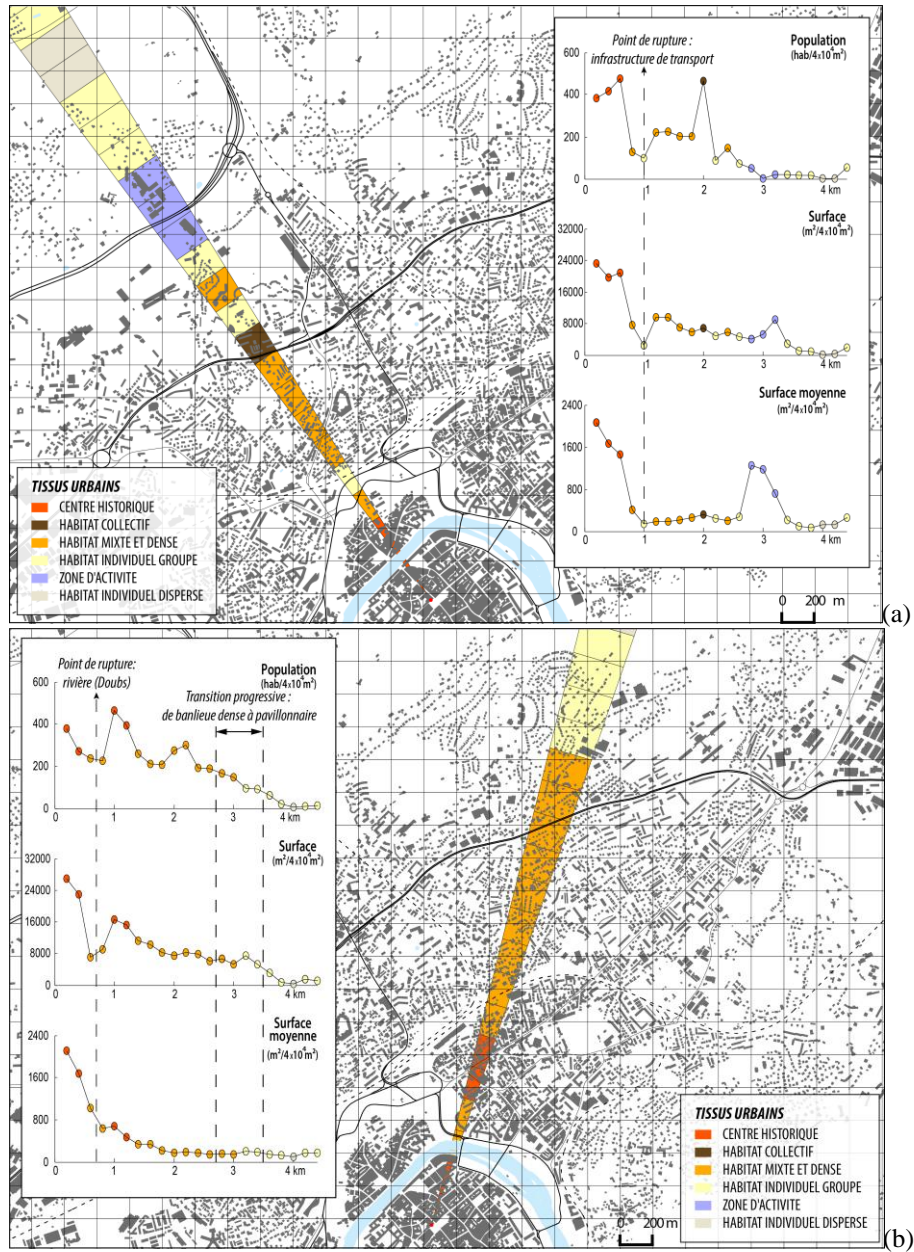 Point de rupture :
infrastructure de transport
Population
(hab/4x10⁴m²)
600
400
200
0
0 1 2 3 4 km
Surface
(m²/4x10⁴m²)
32000
24000
16000
8000
0
0 1 2 3 4 km
Surface moyenne
(m²/4x10⁴m²)
2400
1600
800
0
0 1 2 3 4 km
TISSUS URBAINS
CENTRE HISTORIQUE
HABITAT COLLECTIF
HABITAT MIXTE ET DENSE
HABITAT INDIVIDUEL GROUPE
ZONE D'ACTIVITE
HABITAT INDIVIDUEL DISPERSE
0 200 m
(a)
Point de rupture:
rivière (Doubs)
Population
(hab/4x10⁴m²)
Transition progressive :
de banlieue dense à pavillonnaire
600
400
200
0
0 1 2 3 4 km
Surface
(m²/4x10⁴m²)
32000
24000
16000
8000
0
0 1 2 3 4 km
Surface
moyenne
(m²/4x10⁴m²)
2400
1600
800
0
0 1 2 3 4 km
TISSUS URBAINS
CENTRE HISTORIQUE
HABITAT COLLECTIF
HABITAT MIXTE ET DENSE
HABITAT INDIVIDUEL GROUPE
ZONE D'ACTIVITE
HABITAT INDIVIDUEL DISPERSE
0 200 m
(b)